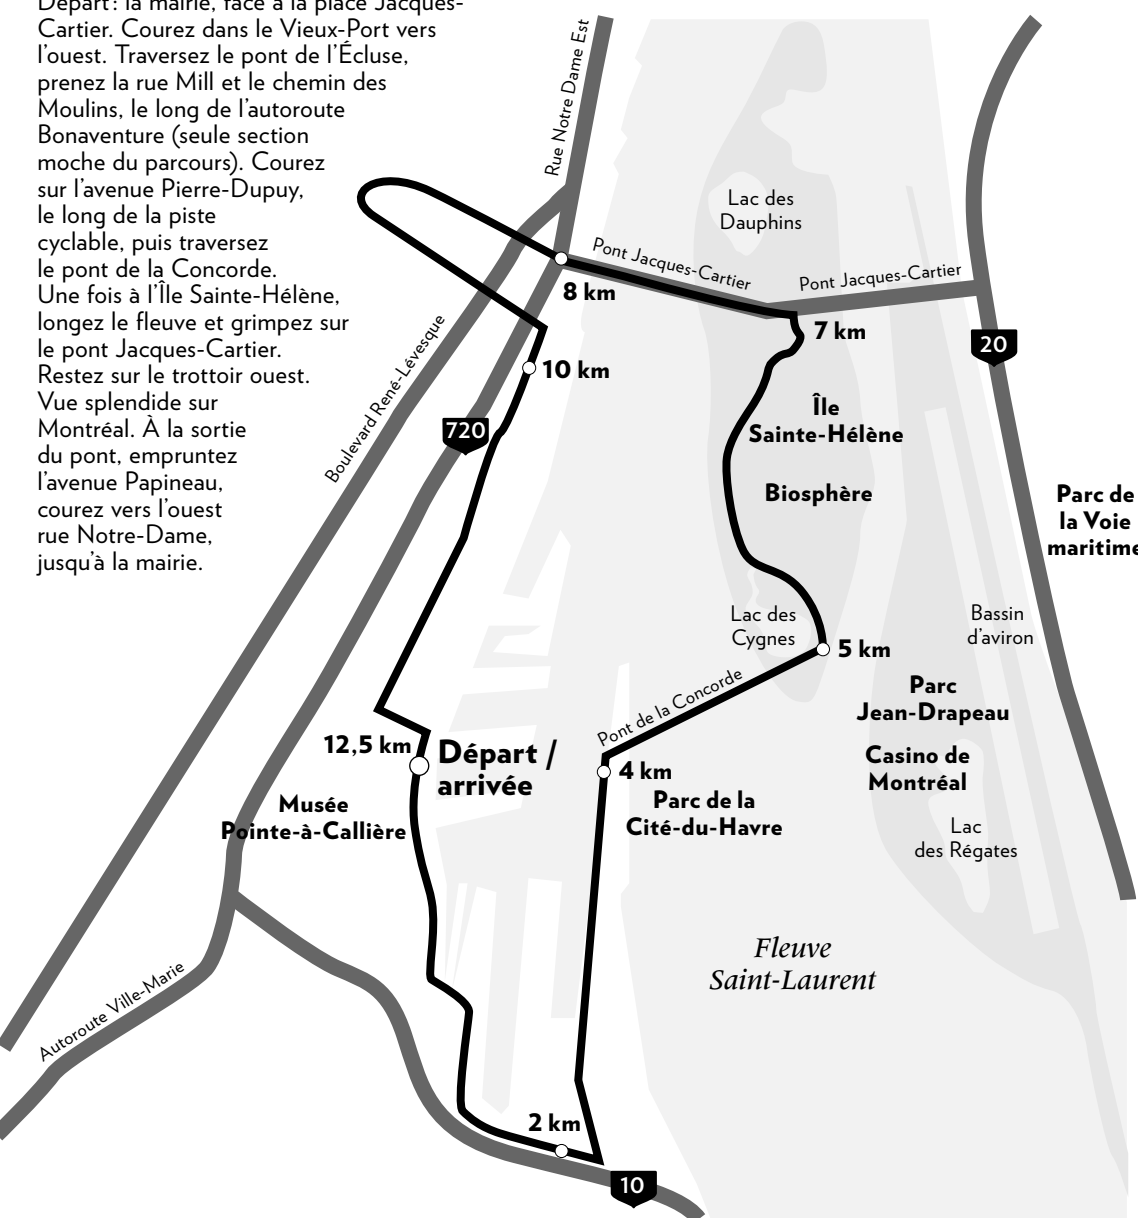 Départ : la mairie, face à la place Jacques-
Cartier. Courez dans le Vieux-Port vers
l'ouest. Traversez le pont de l'Écluse,
prenez la rue Mill et le chemin des
Moulins, le long de l'autoroute
Bonaventure (seule section
moche du parcours). Courez
sur l'avenue Pierre-Dupuy,
le long de la piste
cyclable, puis traversez
le pont de la Concorde.
Une fois à l'Île Sainte-Hélène,
longez le fleuve et grimpez sur
le pont Jacques-Cartier.
Restez sur le trottoir ouest.
Vue splendide sur
Montréal. À la sortie
du pont, empruntez
l'avenue Papineau,
courez vers l'ouest
rue Notre-Dame,
jusqu'à la mairie.
Rue Notre Dame Est
Lac des
Dauphins
Pont Jacques-Cartier
Pont Jacques-Cartier
8 km
7 km
20
10 km
Boulevard René-Lévesque
720
Île
Sainte-Hélène
Biosphère
Parc de
la Voie
maritime
Lac des
Cygnes
Bassin
d'aviron
5 km
Pont de la Concorde
Parc
Jean-Drapeau
12,5 km
Départ /
arrivée
4 km
Casino de
Montréal
Musée
Pointe-à-Callière
Parc de la
Cité-du-Havre
Lac
des Régates
Fleuve
Saint-Laurent
Autoroute Ville-Marie
2 km
10